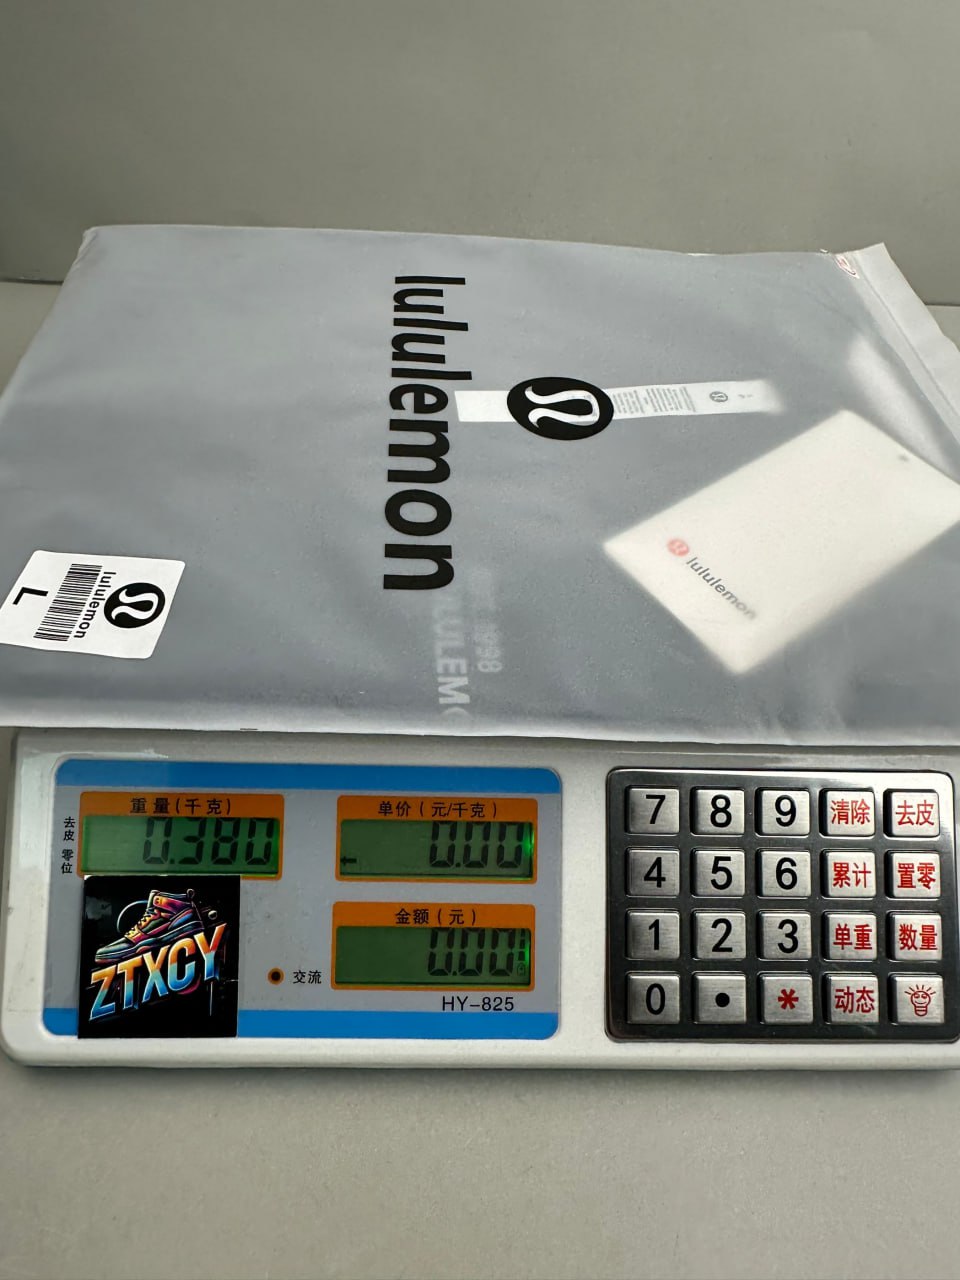 lululemon
lululemon
lululemon
L
LULEM
1998
重量(千克)
单价(元/千克)
去皮
零位
0.380
0.00
金额(元)
0.00
ZTXCY
交流
HY-825
7 8 9 清除 去皮
4 5 6 累计 置零
1 2 3 单重 数量
0 • * 动态